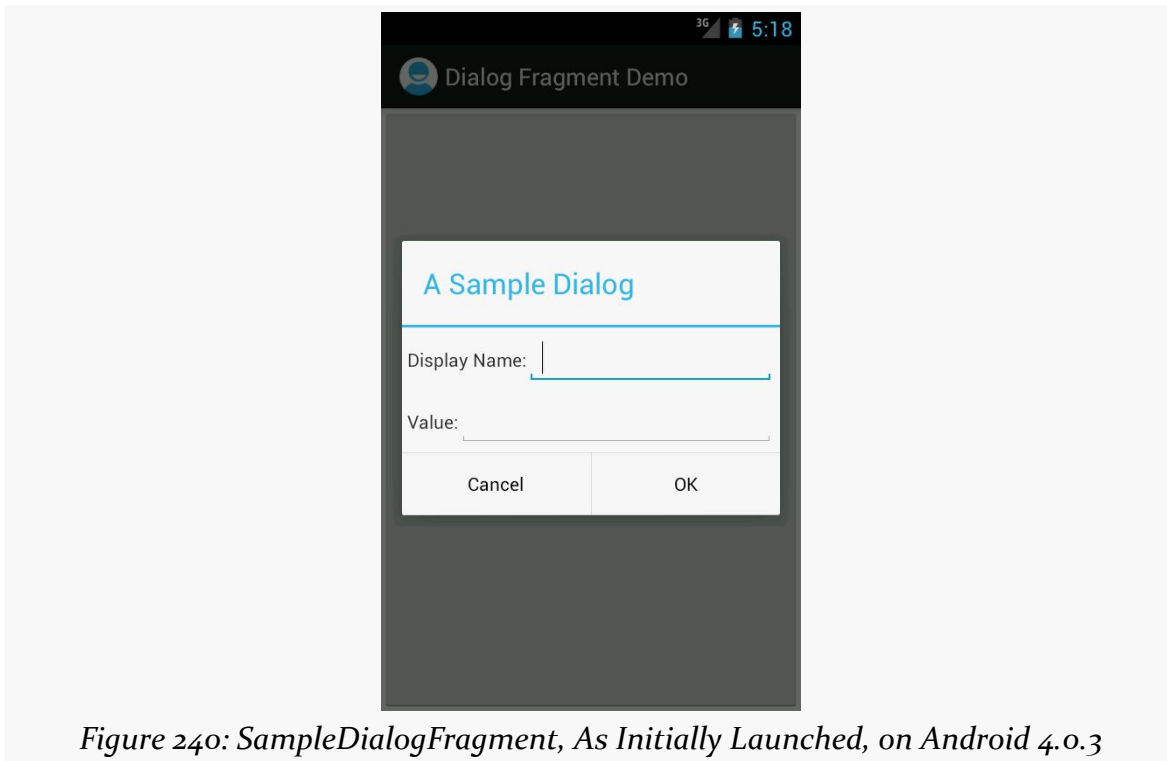 3G 5:18
Dialog Fragment Demo
A Sample Dialog
Display Name:
Value:
Cancel OK
Figure 240: SampleDialogFragment, As Initially Launched, on Android 4.0.3